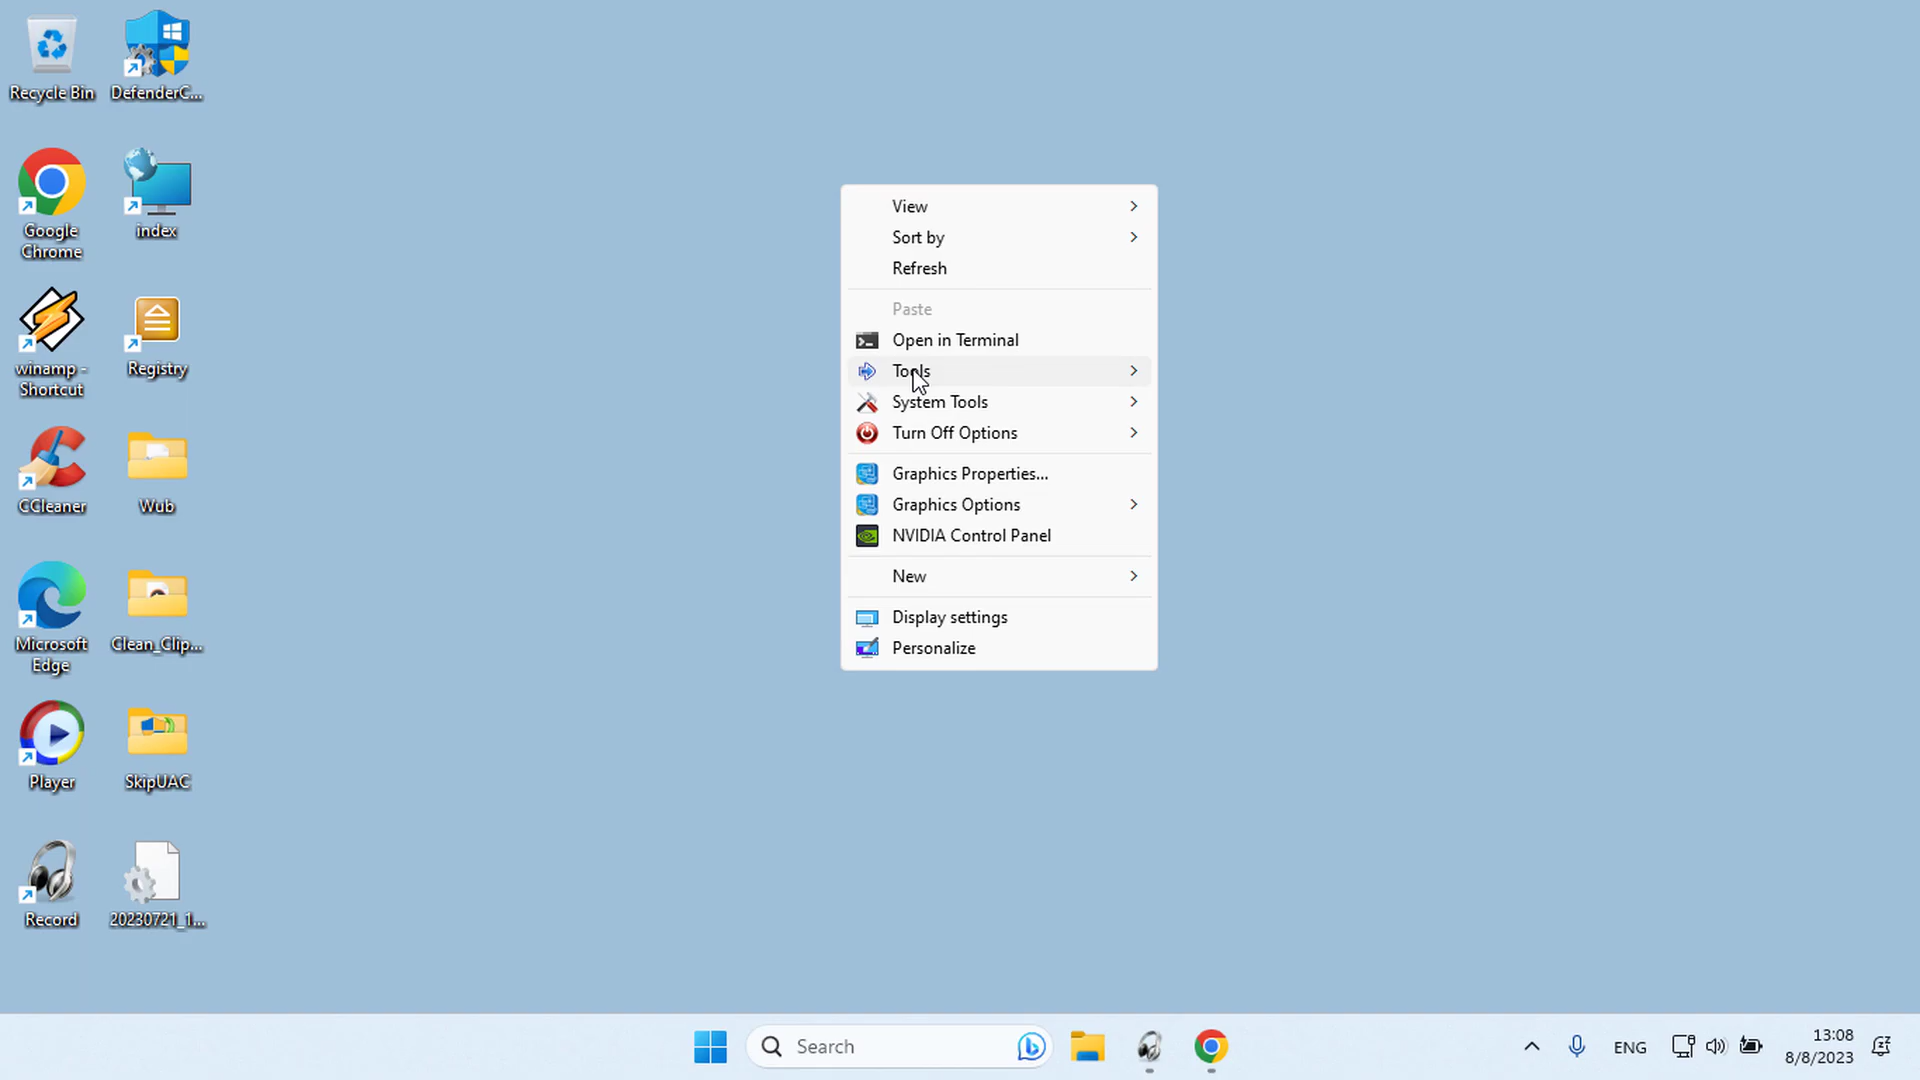 Recycle Bin
DefenderC...
Google
Chrome
index
winamp -
Shortcut
Registry
CCleaner
Wub
Microsoft
Edge
Clean_Clip...
Player
SkipUAC
Record
20230721_1...
View
Sort by
Refresh
Paste
Open in Terminal
Tools
System Tools
Turn Off Options
Graphics Properties...
Graphics Options
NVIDIA Control Panel
New
Display settings
Personalize
Search
ENG
13:08
8/8/2023